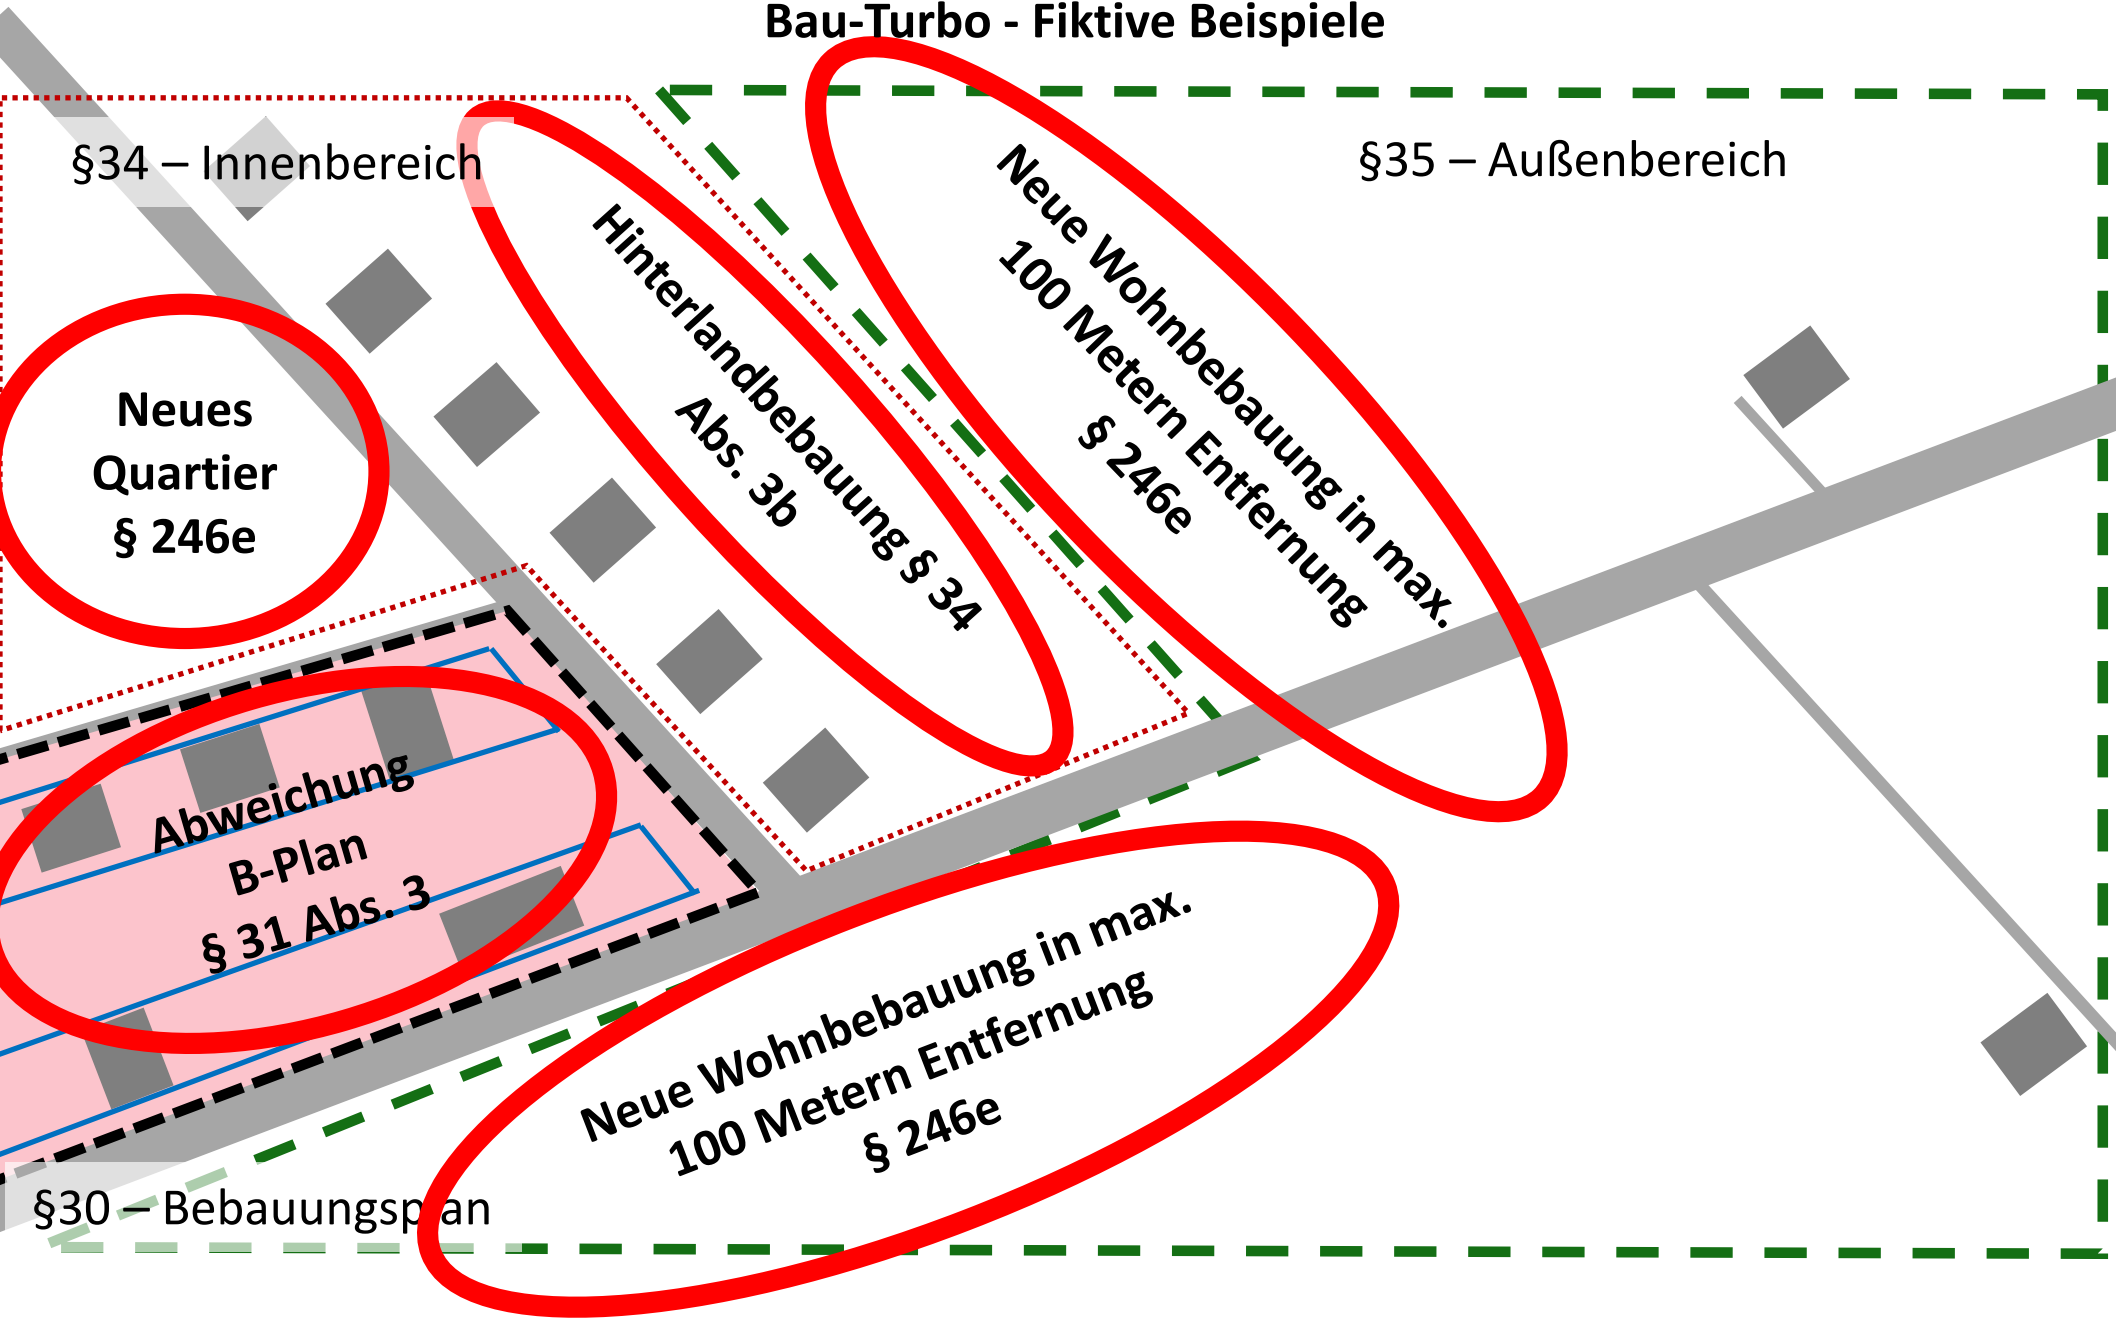 Bau-Turbo - Fiktive Beispiele
§34 – Innenbereich
§35 – Außenbereich
Neues
Quartier
§ 246e
Hinterlandbebauung § 34
Abs. 3b
Neue Wohnbebauung in max.
100 Metern Entfernung
§ 246e
Abweichung
B-Plan
§ 31 Abs. 3
Neue Wohnbebauung in max.
100 Metern Entfernung
§ 246e
§30 – Bebauungsplan